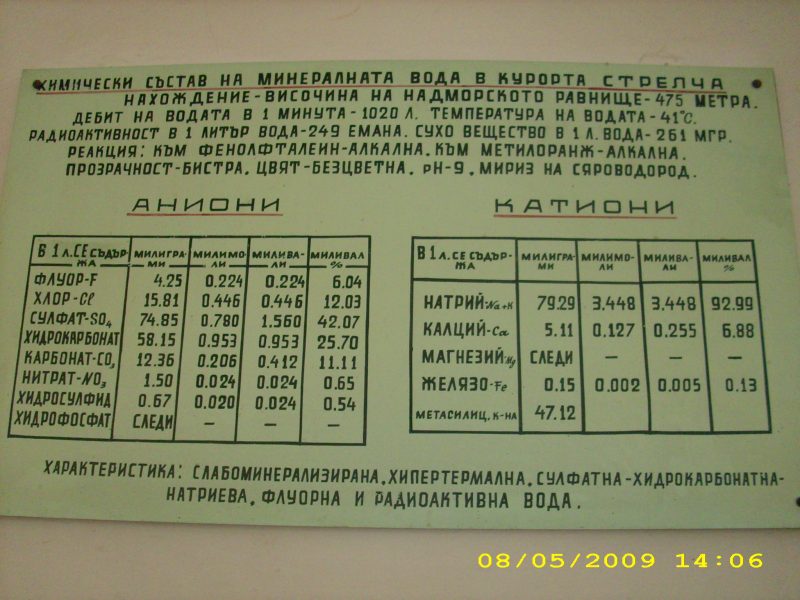 ХИМИЧЕСКИ СЪСТАВ НА МИНЕРАЛНАТА ВОДА В КУРОРТА СТРЕЛЧА
НАХОЖДЕНИЕ-ВИСОЧИНА НА НАДМОРСКОТО РАВНИЩЕ-475 МЕТРА.
ДЕБИТ НА ВОДАТА В 1 МИНУТА-1020 Л. ТЕМПЕРАТУРА НА ВОДАТА-41°С.
РАДИОАКТИВНОСТ В 1 ЛИТЪР ВОДА-249 ЕМАНА. СУХО ВЕЩЕСТВО В 1 Л. ВОДА-261 МГР.
РЕАКЦИЯ: КЪМ ФЕНОЛФТАЛЕИН-АЛКАЛНА. КЪМ МЕТИЛОРАНЖ-АЛКАЛНА.
ПРОЗРАЧНОСТ-БИСТРА, ЦВЯТ-БЕЗЦВЕТНА. рН-9, МИРИЗ НА СЯРОВОДОРОД.
АНИОНИ
В 1 Л. СЕ СЪДЪРЖА МИЛИГРАМИ МИЛИМОЛИ МИЛИВАЛИ МИЛИВАЛ %
ФЛУОР-F 4.25 0.224 0.224 6.04
ХЛОР-Cl 15.81 0.446 0.446 12.03
СУЛФАТ-SO4 74.85 0.780 1.560 42.07
ХИДРОКАРБОНАТ 58.15 0.953 0.953 25.70
КАРБОНАТ-CO3 12.36 0.206 0.412 11.11
НИТРАТ-NO3 1.50 0.024 0.024 0.65
ХИДРОСУЛФИД 0.67 0.020 0.024 0.54
ХИДРОФОСФАТ СЛЕДИ – –
КАТИОНИ
В 1 Л. СЕ СЪДЪРЖА МИЛИГРАМИ МИЛИМОЛИ МИЛИВАЛИ МИЛИВАЛ %
НАТРИЙ-Na+K 79.29 3.448 3.448 92.99
КАЛЦИЙ-Ca 5.11 0.127 0.255 6.88
МАГНЕЗИЙ-Mg СЛЕДИ – – –
ЖЕЛЯЗО-Fe 0.15 0.002 0.005 0.13
МЕТАСИЛИЦ. К-НА 47.12
ХАРАКТЕРИСТИКА: СЛАБОМИНЕРАЛИЗИРАНА, ХИПЕРТЕРМАЛНА, СУЛФАТНА-ХИДРОКАРБОНАТНА-
НАТРИЕВА, ФЛУОРНА И РАДИОАКТИВНА ВОДА.
08/05/2009 14:06